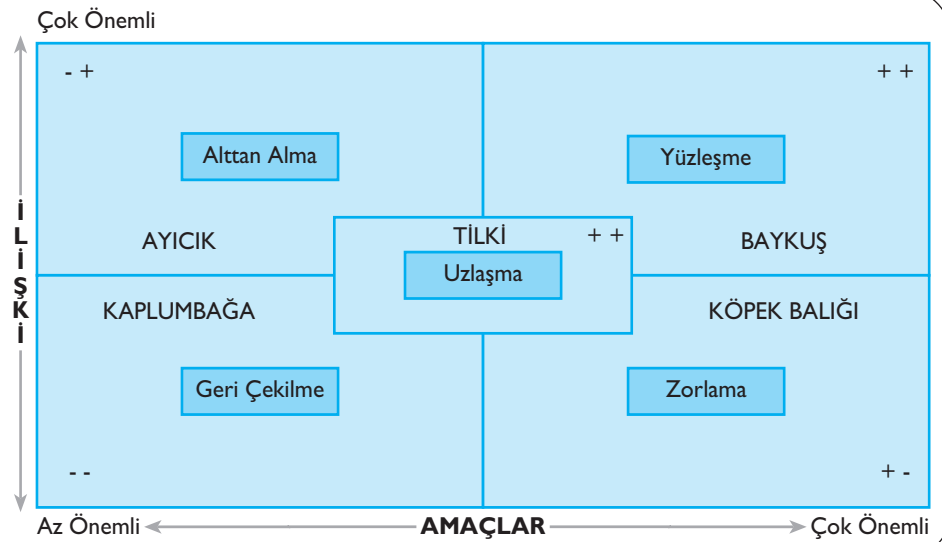 Çok Önemli
- +
+ +
Alttan Alma
Yüzleşme
İLİŞKİ
AYICIK
TİLKİ
+ +
BAYKUŞ
Uzlaşma
KAPLUMBAĞA
KÖPEK BALIĞI
Geri Çekilme
Zorlama
- -
+ -
Az Önemli
AMAÇLAR
Çok Önemli